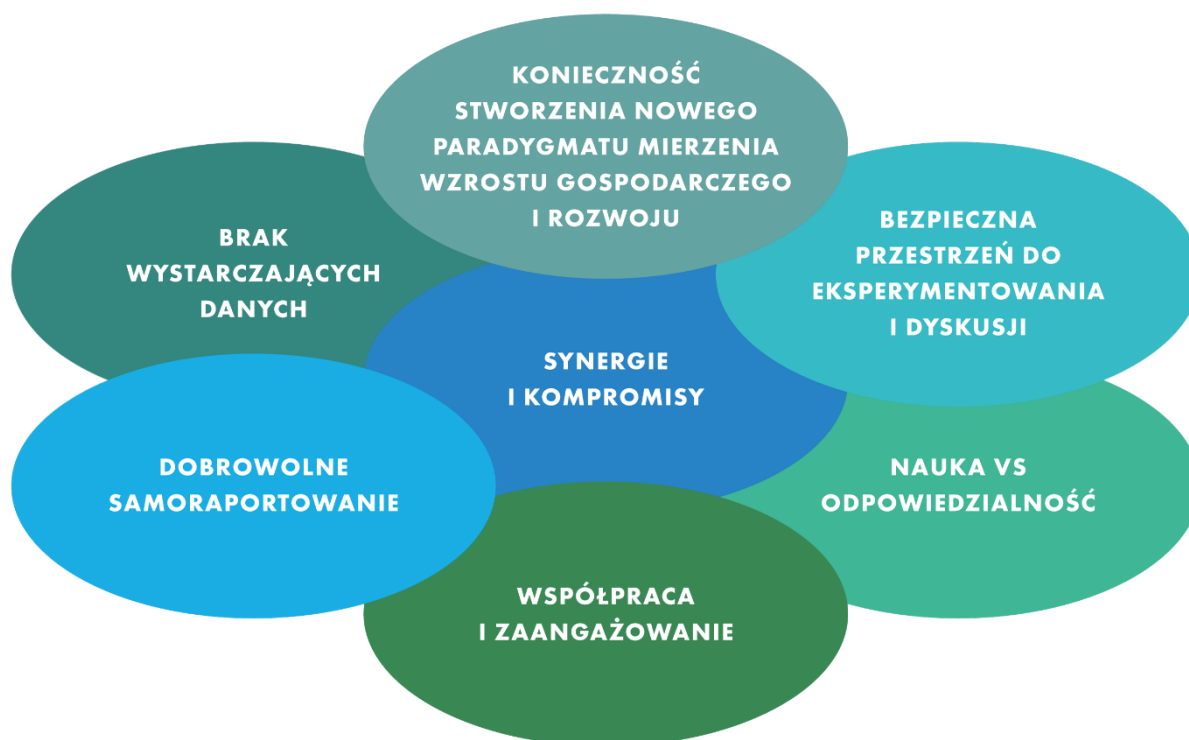 KONIECZNOŚĆ
STWORZENIA NOWEGO
PARADYGMATU MIERZENIA
WZROSTU GOSPODARCZEGO
I ROZWOJU
BRAK
WYSTARCZAJĄCYCH
DANYCH
BEZPIECZNA
PRZESTRZEŃ DO
EKSPERYMENTOWANIA
I DYSKUSJI
SYNERGIE
I KOMPROMISY
DOBROWOLNE
SAMORAPORTOWANIE
NAUKA VS
ODPOWIEDZIALNOŚĆ
WSPÓŁPRACA
I ZAANGAŻOWANIE